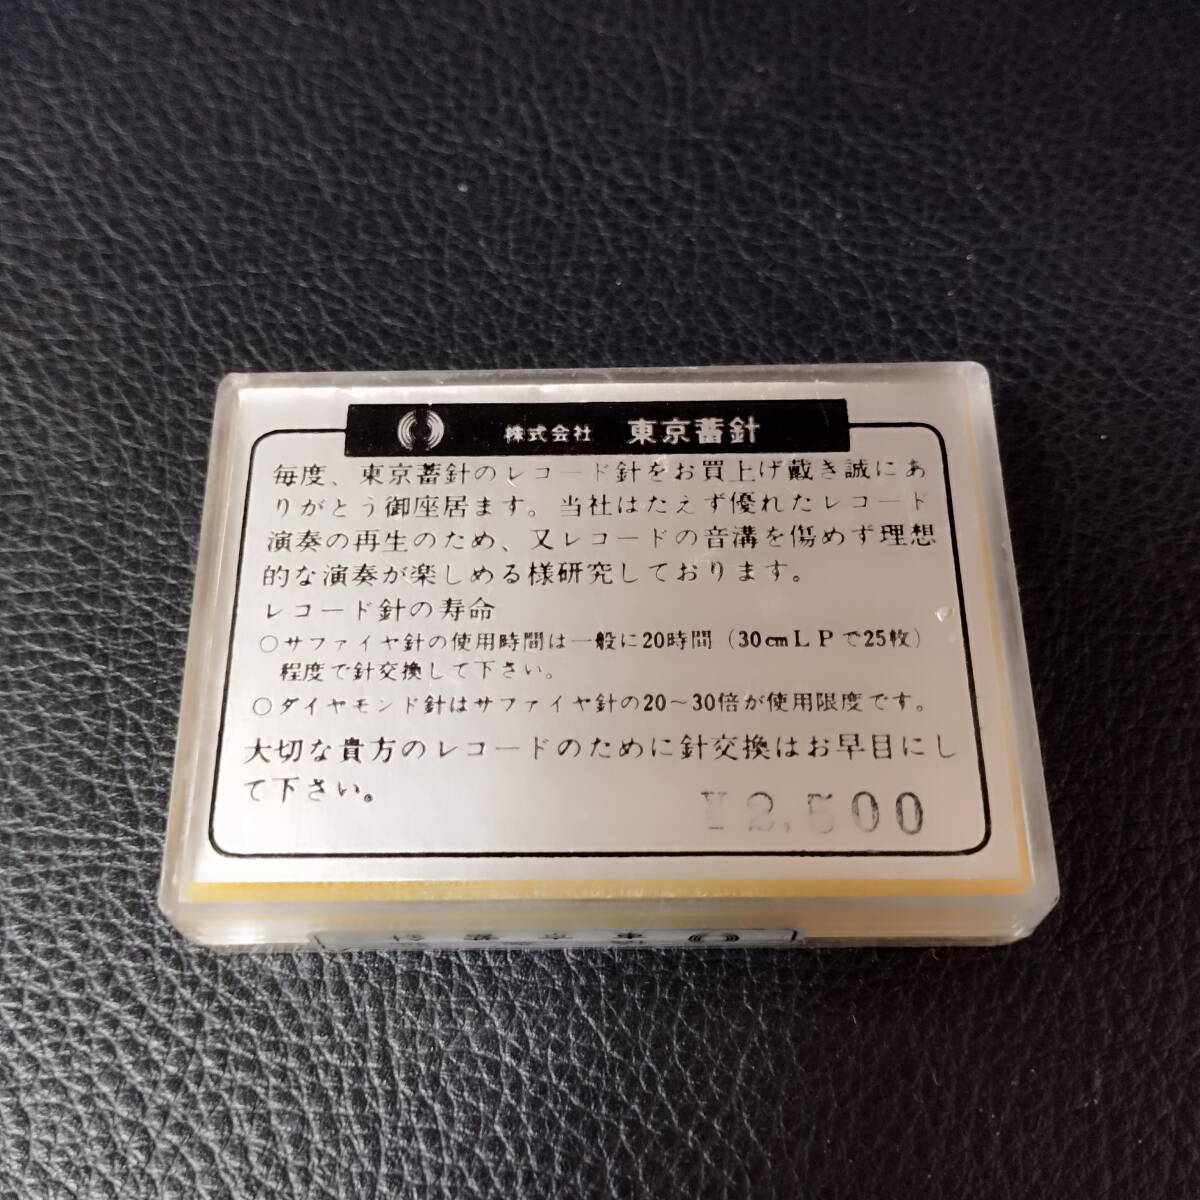 株式会社 東京蓄針
毎度、東京蓄針のレコード針をお買上げ戴き誠にあ
りがとう御座居ます。当社はたえず優れたレコード
演奏の再生のため、又レコードの音溝を傷めず理想
的な演奏が楽しめる様研究しております。
レコード針の寿命
○サファイヤ針の使用時間は一般に20時間（30cmＬＰで25枚）
程度で針交換して下さい。
○ダイヤモンド針はサファイヤ針の20～30倍が使用限度です。
大切な貴方のレコードのために針交換はお早目にし
て下さい。
¥2,500